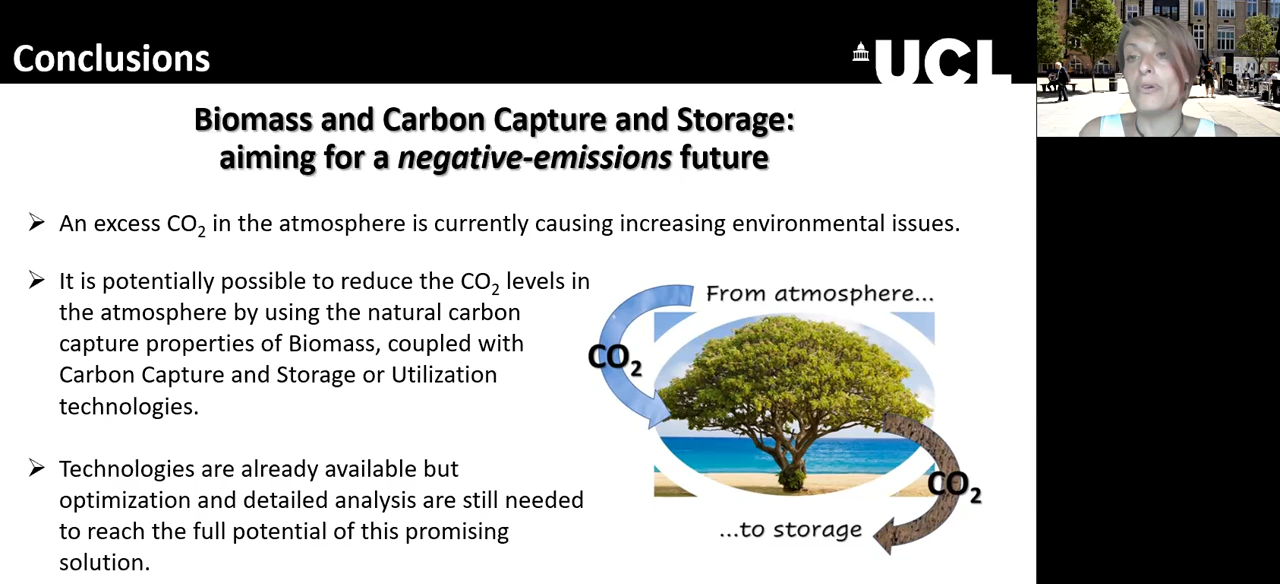 Conclusions
UCL
Biomass and Carbon Capture and Storage:
aiming for a negative-emissions future
➢ An excess CO₂ in the atmosphere is currently causing increasing environmental issues.
➢ It is potentially possible to reduce the CO₂ levels in
the atmosphere by using the natural carbon
capture properties of Biomass, coupled with
Carbon Capture and Storage or Utilization
technologies.
➢ Technologies are already available but
optimization and detailed analysis are still needed
to reach the full potential of this promising
solution.
From atmosphere...
CO₂
CO₂
...to storage